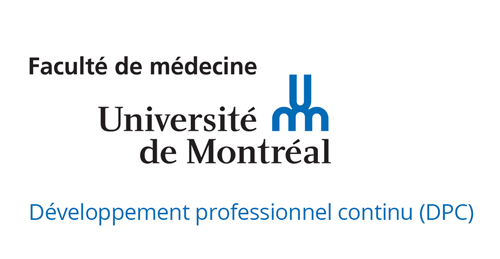 Faculté de médecine
Université
de Montréal
Développement professionnel continu (DPC)